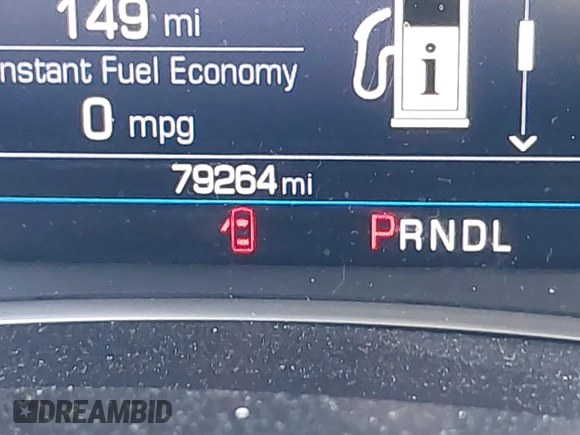 149 mi
nstant Fuel Economy
0 mpg
i
79264 mi
PRNDL
DREAMBID